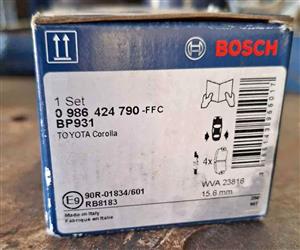 BOSCH
1 Set
0 986 424 790 -FFC
BP931
TOYOTA Corolla
4x
WVA 23816
15.6 mm
E9
90R-01834/601
RB8183
Made in Italy
Fabriqué en Italie